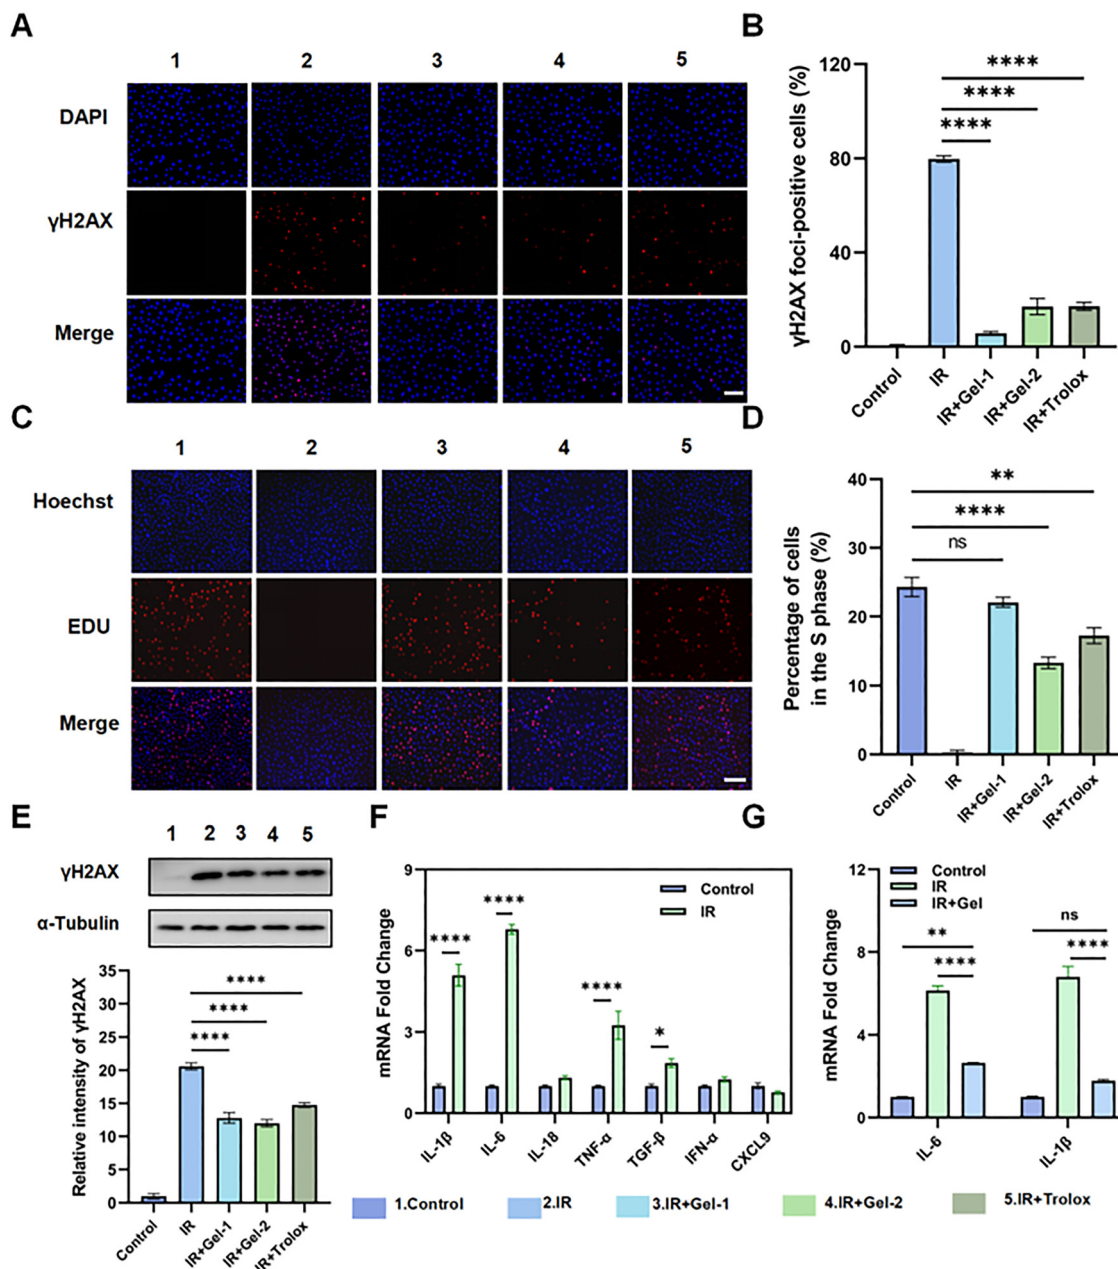 A
1 2 3 4 5
DAPI
γH2AX
Merge
B
γH2AX foci-positive cells (%)
120
80
40
0
****
****
****
Control IR IR+Gel-1 IR+Gel-2 IR+Trolox
C
1 2 3 4 5
Hoechst
EDU
Merge
D
Percentage of cells
in the S phase (%)
40
30
20
10
0
**
****
ns
Control IR IR+Gel-1 IR+Gel-2 IR+Trolox
E
1 2 3 4 5
γH2AX
α-Tubulin
Relative intensity of γH2AX
35
30
25
20
15
10
5
0
****
****
****
Control IR IR+Gel-1 IR+Gel-2 IR+Trolox
F
mRNA Fold Change
9
6
3
0
Control
IR
****
****
****
*
IL-1β IL-6 IL-18 TNF-α TGF-β IFN-α CXCL9
G
mRNA Fold Change
12
8
4
0
Control
IR
IR+Gel
**
****
ns
****
IL-6 IL-1β
1.Control 2.IR 3.IR+Gel-1 4.IR+Gel-2 5.IR+Trolox